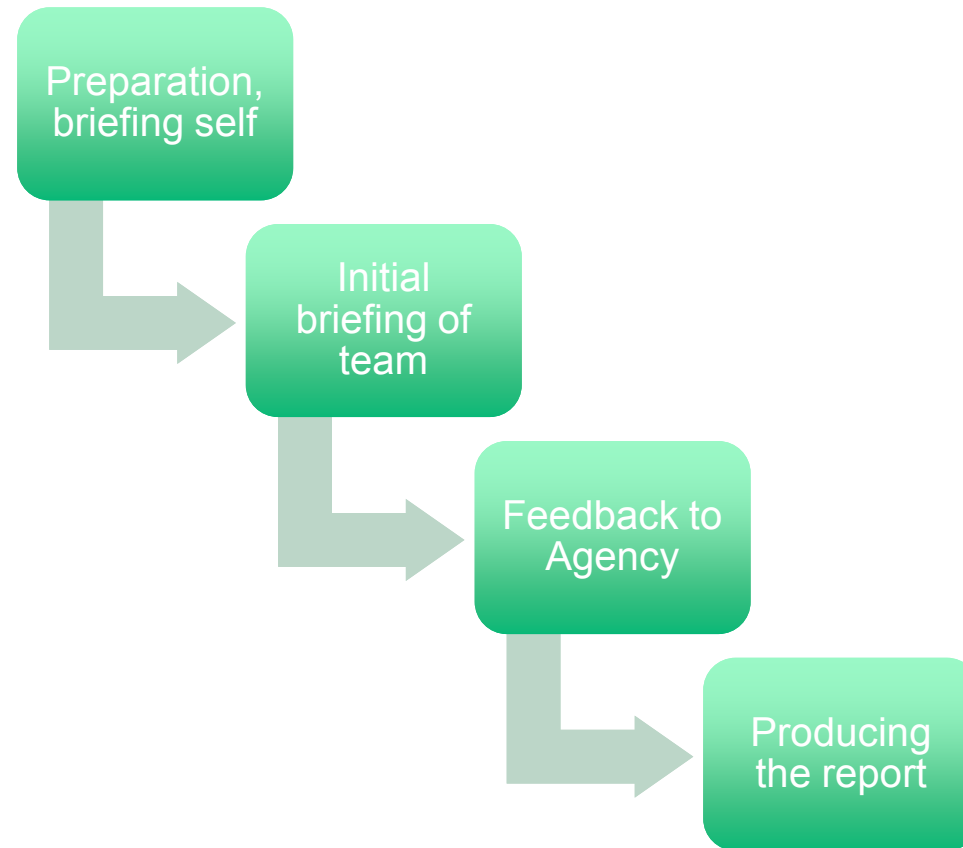 Preparation,
briefing self
Initial
briefing of
team
Feedback to
Agency
Producing
the report